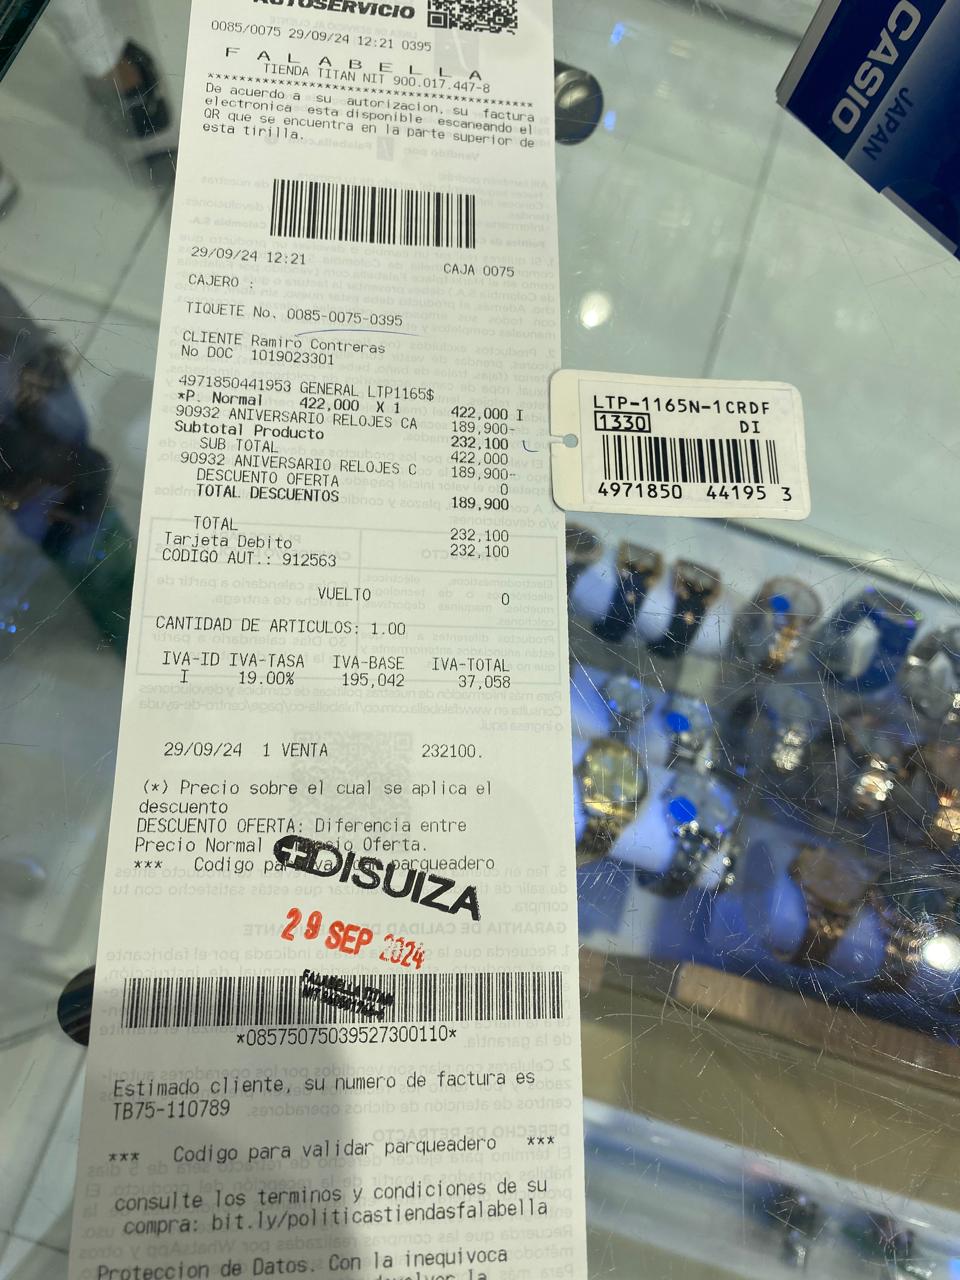 AUTOSERVICIO
0085/0075 29/09/24 12:21 0395
F A L A B E L L A
TIENDA TITAN NIT 900.017.447-8
**************************************
De acuerdo a su autorizacion, su factura
electronica esta disponible escaneando el
QR que se encuentra en la parte superior de
esta tirilla.
29/09/24 12:21 CAJA 0075
CAJERO :
TIQUETE No. 0085-0075-0395
CLIENTE Ramiro Contreras
No DOC 1019023301
4971850441953 GENERAL LTP1165$
*P. Normal 422,000 X 1 422,000 I
90932 ANIVERSARIO RELOJES CA 189,900-
Subtotal Producto 232,100
SUB TOTAL 422,000
90932 ANIVERSARIO RELOJES C 189,900-
DESCUENTO OFERTA 0
TOTAL DESCUENTOS 189,900
TOTAL 232,100
Tarjeta Debito 232,100
CODIGO AUT.: 912563
VUELTO 0
CANTIDAD DE ARTICULOS: 1.00
IVA-ID IVA-TASA IVA-BASE IVA-TOTAL
I 19.00% 195,042 37,058
29/09/24 1 VENTA 232100.
(*) Precio sobre el cual se aplica el
descuento
DESCUENTO OFERTA: Diferencia entre
Precio Normal Oferta.
*** Codigo parqueadero
DISUIZA
29 SEP 2024
FALABELLA TITAN
*08575075039527300110*
Estimado cliente, su numero de factura es
TB75-110789
*** Codigo para validar parqueadero ***
consulte los terminos y condiciones de su
compra: bit.ly/politicastiendasfalabella
Proteccion de Datos. Con la inequivoca
CASIO
JAPAN
LTP-1165N-1CRDF
1330 DI
4971850 44195 3